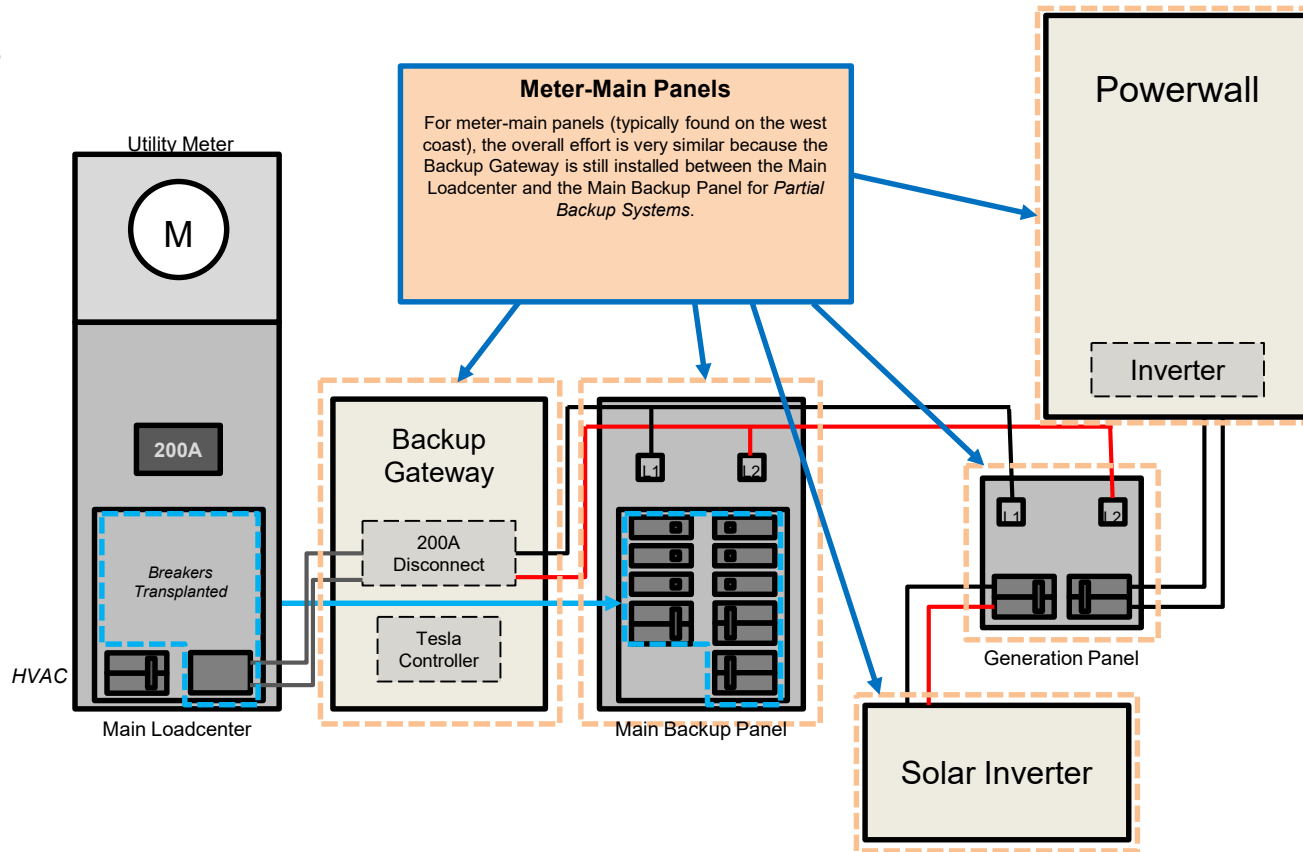 Meter-Main Panels
For meter-main panels (typically found on the west
coast), the overall effort is very similar because the
Backup Gateway is still installed between the Main
Loadcenter and the Main Backup Panel for Partial
Backup Systems.
Powerwall
Inverter
Utility Meter
M
200A
Breakers
Transplanted
HVAC
Main Loadcenter
Backup
Gateway
200A
Disconnect
Tesla
Controller
L1
L2
Main Backup Panel
L1
L2
Generation Panel
Solar Inverter